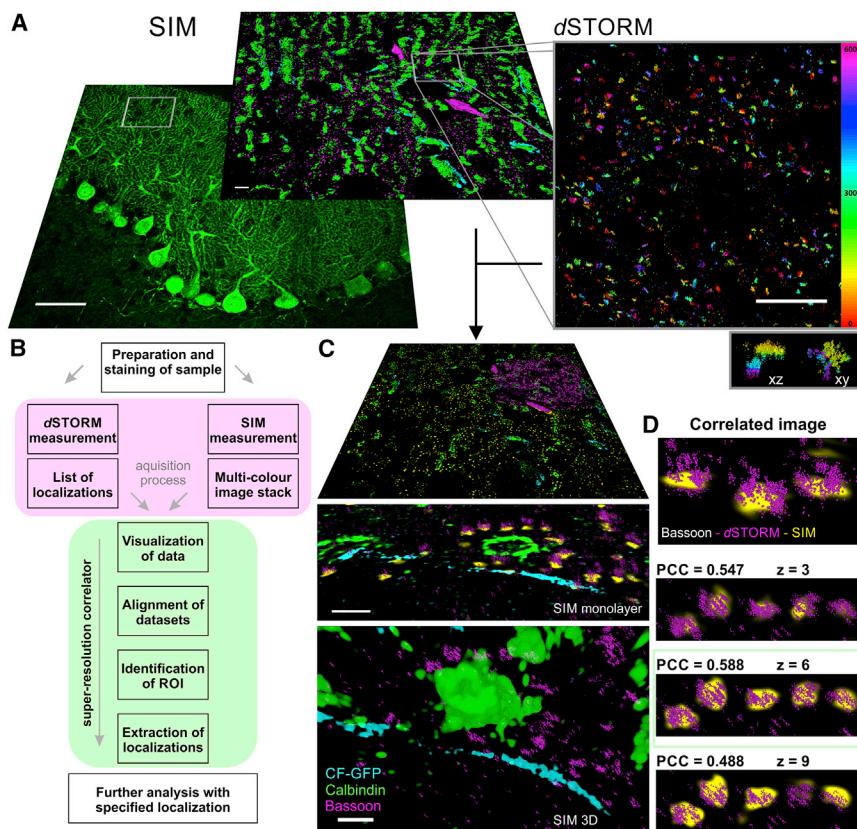 A
SIM
dSTORM
600
300
0
xz
xy
B
Preparation and
staining of sample
dSTORM
measurement
SIM
measurement
List of
localizations
aquisition
process
Multi-colour
image stack
Visualization
of data
Alignment of
datasets
Identification
of ROI
Extraction of
localizations
super-resolution correlator
Further analysis with
specified localization
C
SIM monolayer
CF-GFP
Calbindin
Bassoon
SIM 3D
D
Correlated image
Bassoon - dSTORM - SIM
PCC = 0.547 z = 3
PCC = 0.588 z = 6
PCC = 0.488 z = 9